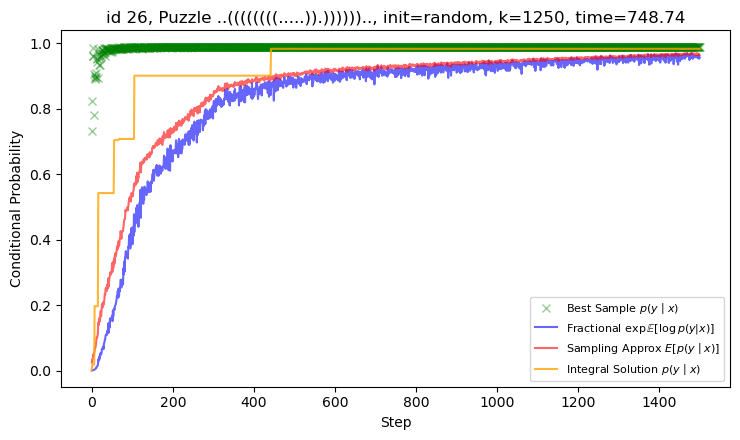 id 26, Puzzle ..((((((((.....)).)))))).., init=random, k=1250, time=748.74
Conditional Probability
1.0
0.8
0.6
0.4
0.2
0.0
Best Sample p(y | x)
Fractional exp 𝔼[log p(y|x)]
Sampling Approx E[p(y | x)]
Integral Solution p(y | x)
0
200
400
600
800
1000
1200
1400
Step